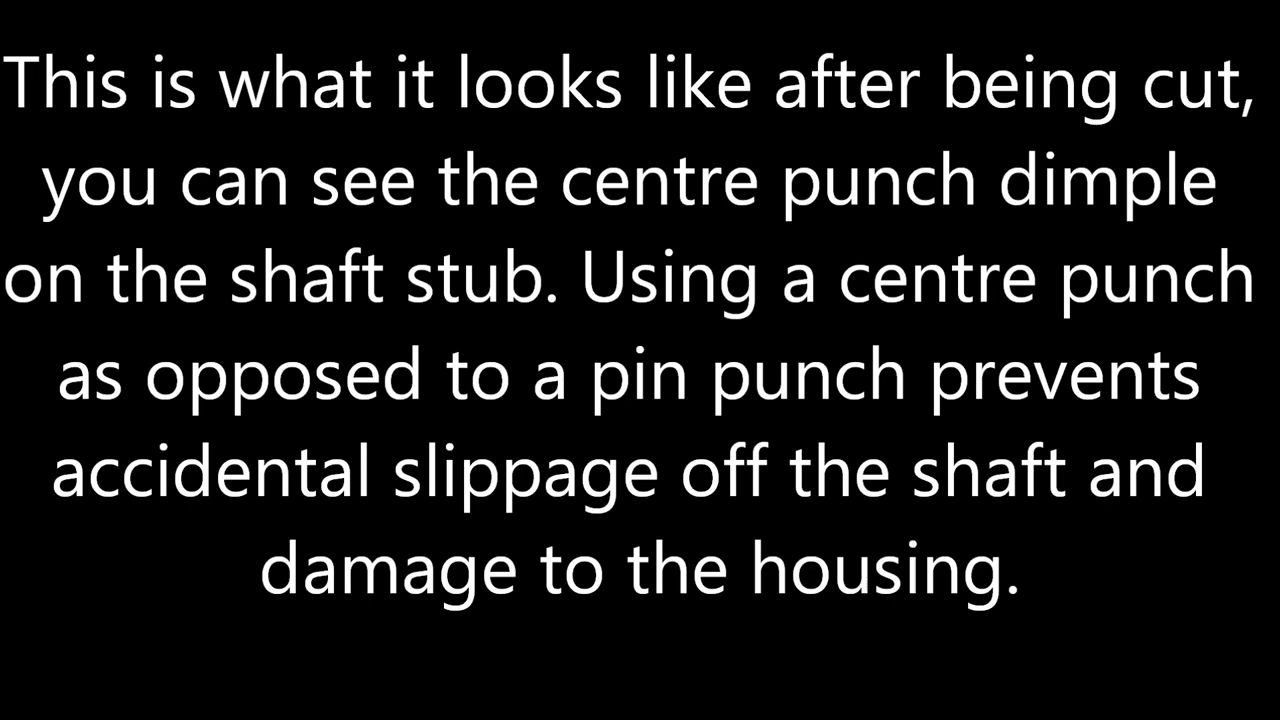 This is what it looks like after being cut,
you can see the centre punch dimple
on the shaft stub. Using a centre punch
as opposed to a pin punch prevents
accidental slippage off the shaft and
damage to the housing.